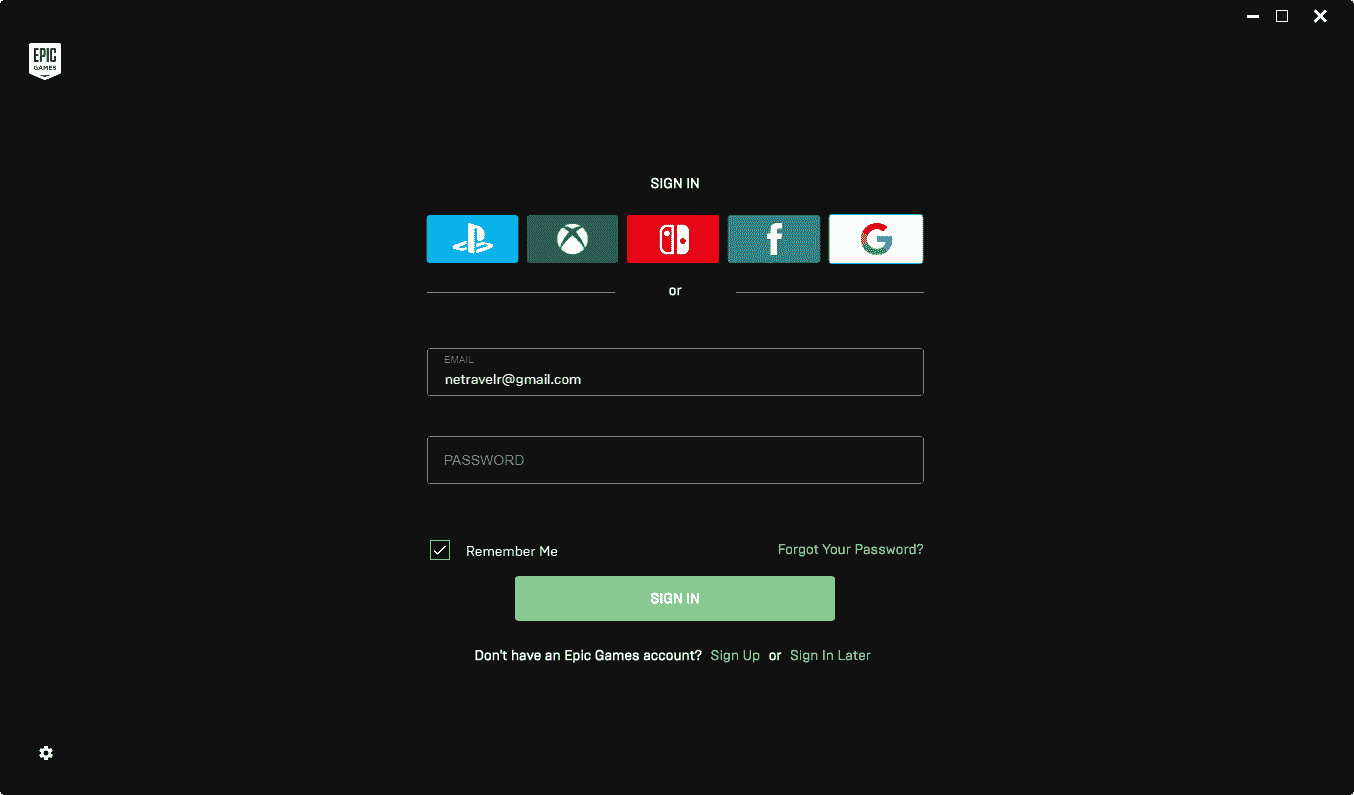 EPIC
GAMES
SIGN IN
or
EMAIL
netravelr@gmail.com
PASSWORD
Remember Me
Forgot Your Password?
SIGN IN
Don't have an Epic Games account? Sign Up or Sign In Later